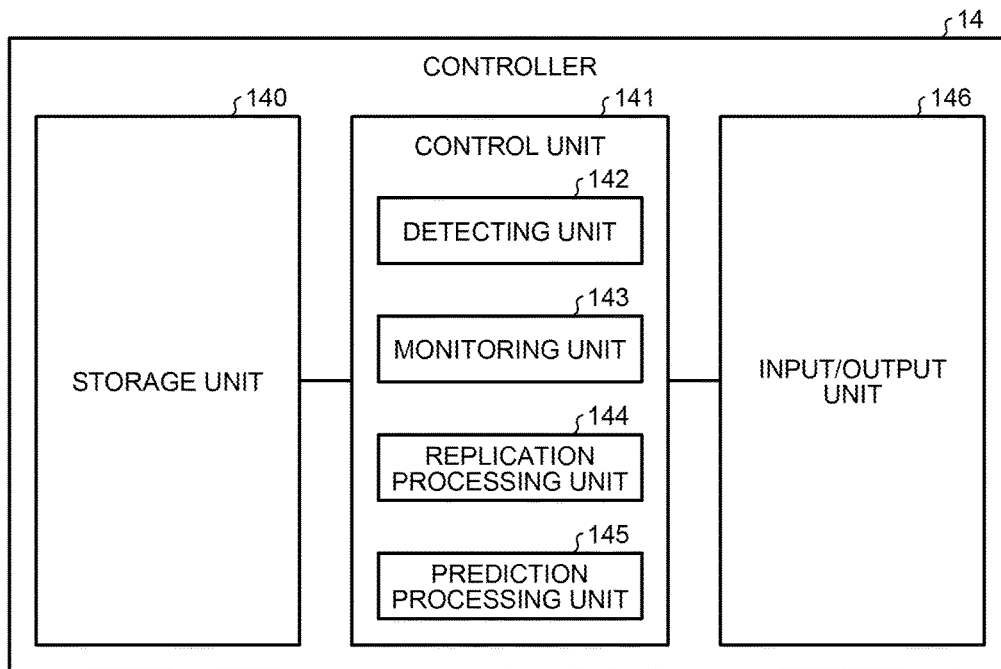 14
CONTROLLER
140
141
146
CONTROL UNIT
142
DETECTING UNIT
143
MONITORING UNIT
STORAGE UNIT
INPUT/OUTPUT
UNIT
144
REPLICATION
PROCESSING UNIT
145
PREDICTION
PROCESSING UNIT